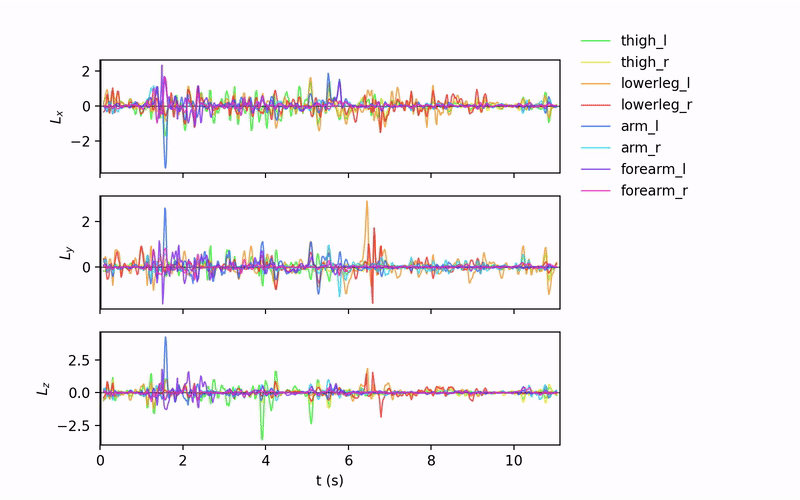 thigh_l
thigh_r
lowerleg_l
lowerleg_r
arm_l
arm_r
forearm_l
forearm_r
2
0
−2
Lx
2
0
Ly
2.5
0.0
−2.5
Lz
0 2 4 6 8 10
t (s)